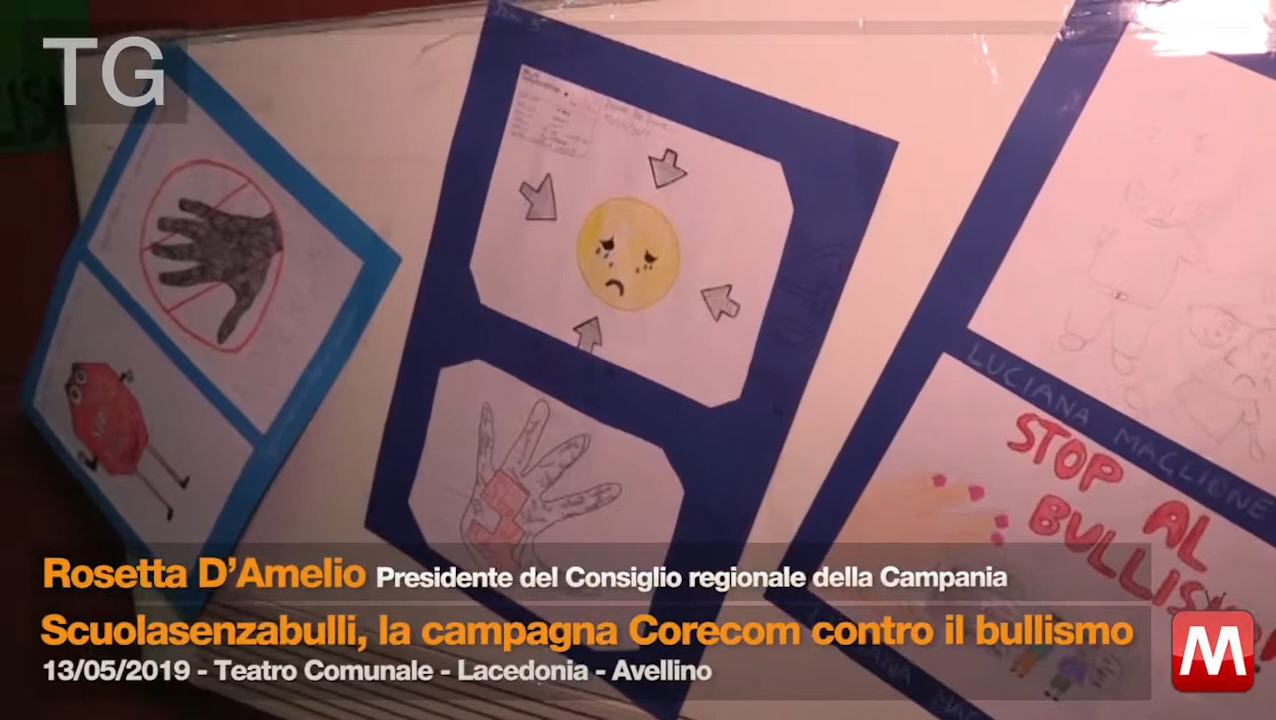 TG
LUCIANA MAGLIONE
STOP AL
BULLIS
Rosetta D'Amelio Presidente del Consiglio regionale della Campania
Scuolasenzabulli, la campagna Corecom contro il bullismo
13/05/2019 - Teatro Comunale - Lacedonia - Avellino
M